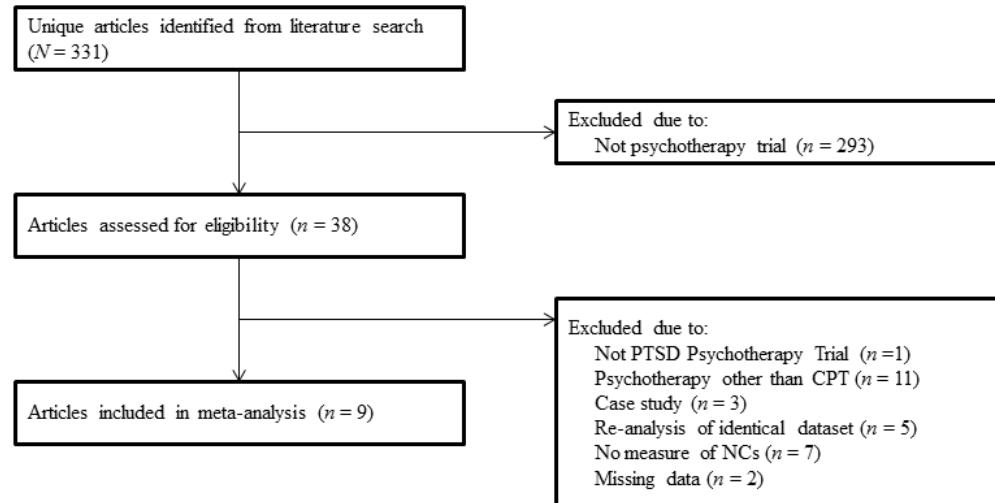 Unique articles identified from literature search
(N = 331)
Excluded due to:
Not psychotherapy trial (n = 293)
Articles assessed for eligibility (n = 38)
Excluded due to:
Not PTSD Psychotherapy Trial (n =1)
Psychotherapy other than CPT (n = 11)
Case study (n = 3)
Re-analysis of identical dataset (n = 5)
No measure of NCs (n = 7)
Missing data (n = 2)
Articles included in meta-analysis (n = 9)